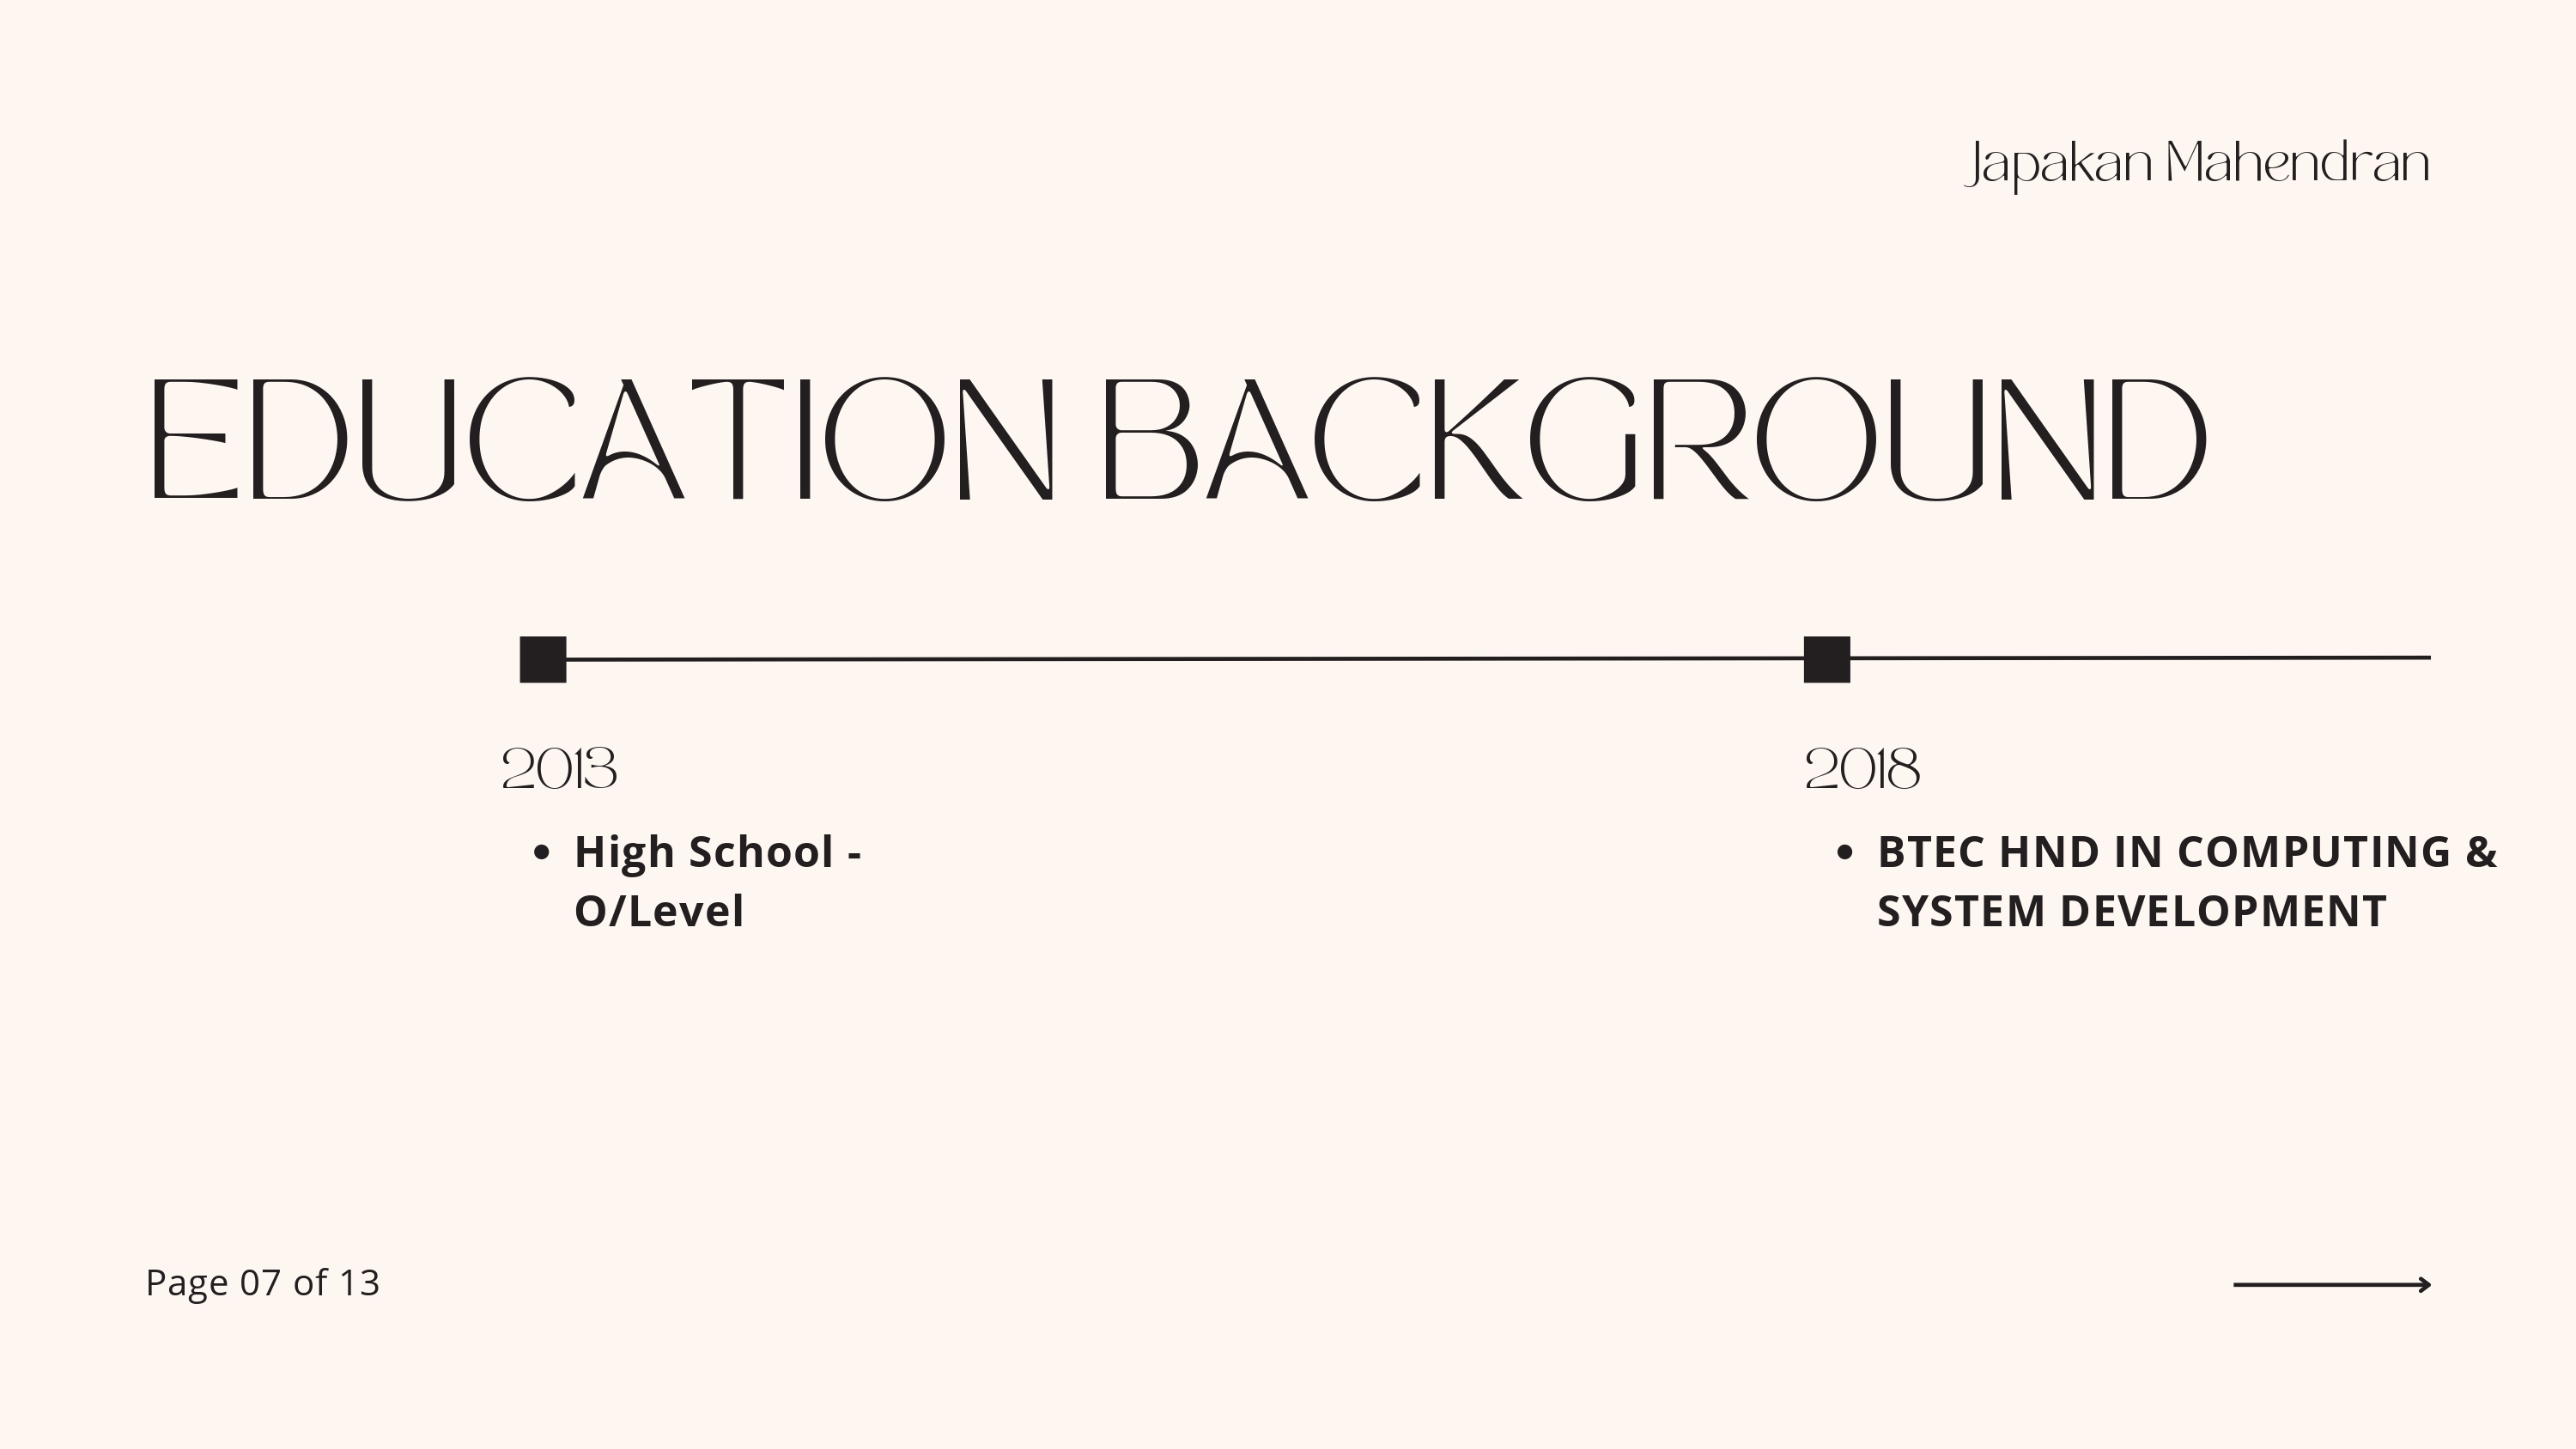 Japakan Mahendran
EDUCATION BACKGROUND
2013
• High School -
O/Level
2018
• BTEC HND IN COMPUTING &
SYSTEM DEVELOPMENT
Page 07 of 13